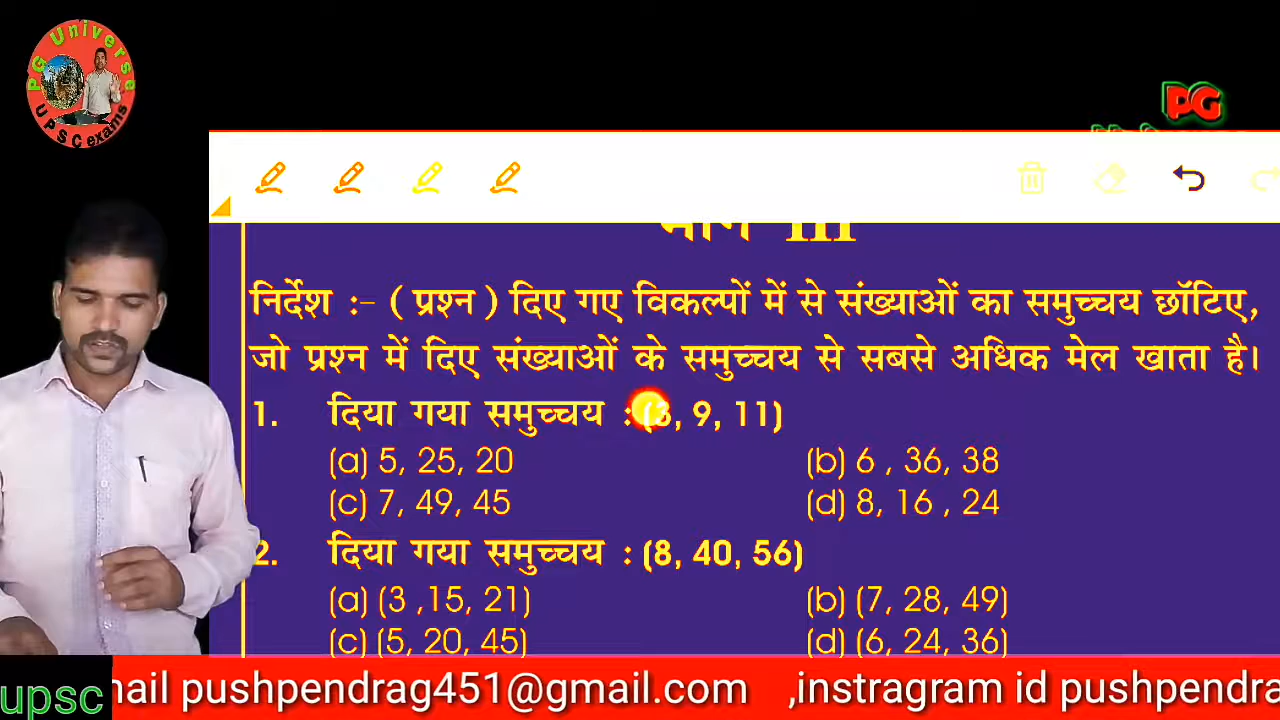 PG Universe
UPSC exams
PG
भाग III
निर्देश :– ( प्रश्न ) दिए गए विकल्पों में से संख्याओं का समुच्चय छाँटिए,
जो प्रश्न में दिए संख्याओं के समुच्चय से सबसे अधिक मेल खाता है।
1. दिया गया समुच्चय : (3, 9, 11)
(a) 5, 25, 20 (b) 6 , 36, 38
(c) 7, 49, 45 (d) 8, 16 , 24
2. दिया गया समुच्चय : (8, 40, 56)
(a) (3 ,15, 21) (b) (7, 28, 49)
(c) (5, 20, 45) (d) (6, 24, 36)
upsc nail pushpendrag451@gmail.com ,instragram id pushpendra